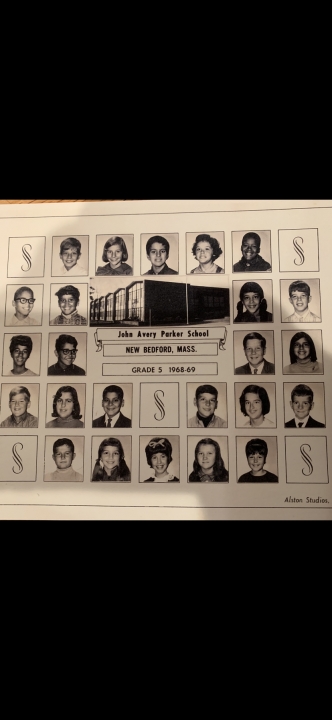 John Avery Parker School
NEW BEDFORD, MASS.
GRADE 5 1968-69
Alston Studios,